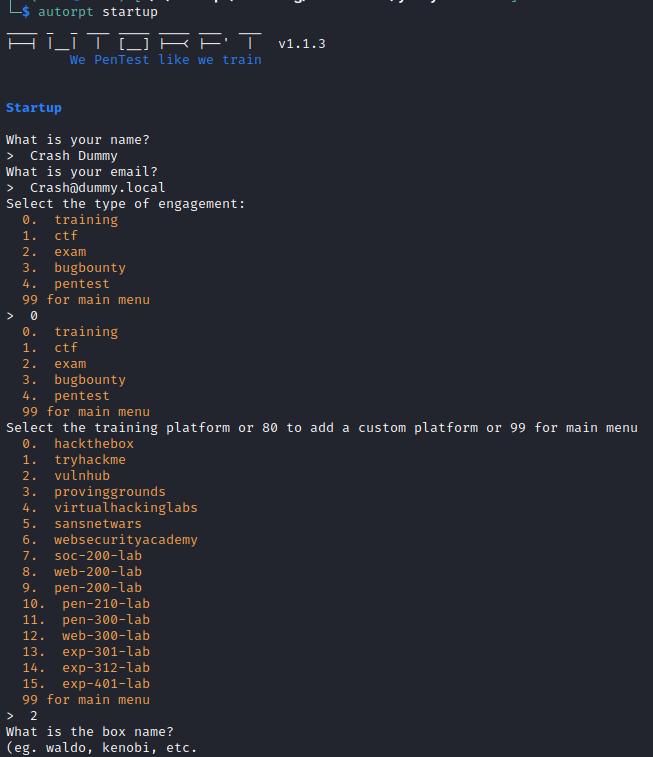 $ autorpt startup
v1.1.3
We PenTest like we train
Startup
What is your name?
>  Crash Dummy
What is your email?
>  Crash@dummy.local
Select the type of engagement:
0.  training
1.  ctf
2.  exam
3.  bugbounty
4.  pentest
99 for main menu
>  0
0.  training
1.  ctf
2.  exam
3.  bugbounty
4.  pentest
99 for main menu
Select the training platform or 80 to add a custom platform or 99 for main menu
0.  hackthebox
1.  tryhackme
2.  vulnhub
3.  provinggrounds
4.  virtualhackinglabs
5.  sansnetwars
6.  websecurityacademy
7.  soc-200-lab
8.  web-200-lab
9.  pen-200-lab
10.  pen-210-lab
11.  pen-300-lab
12.  web-300-lab
13.  exp-301-lab
14.  exp-312-lab
15.  exp-401-lab
99 for main menu
>  2
What is the box name?
(eg. waldo, kenobi, etc.